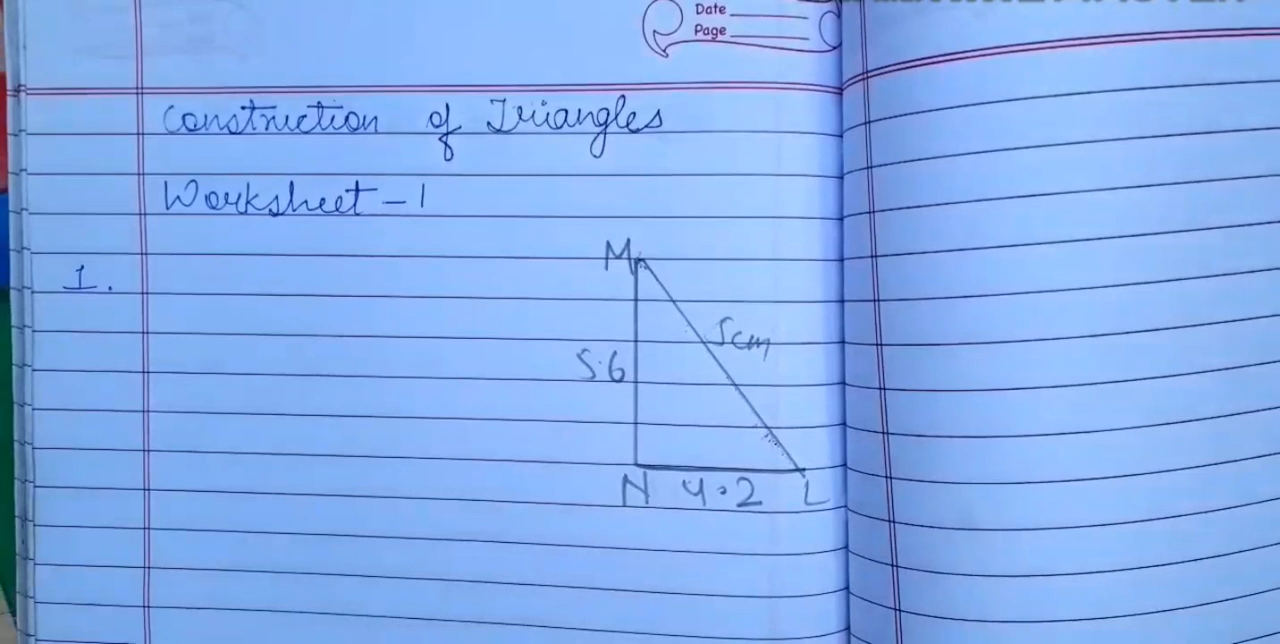 Date
Page
Construction of Triangles
Worksheet - 1
1.
M
5cm
5.6
N 4.2 L